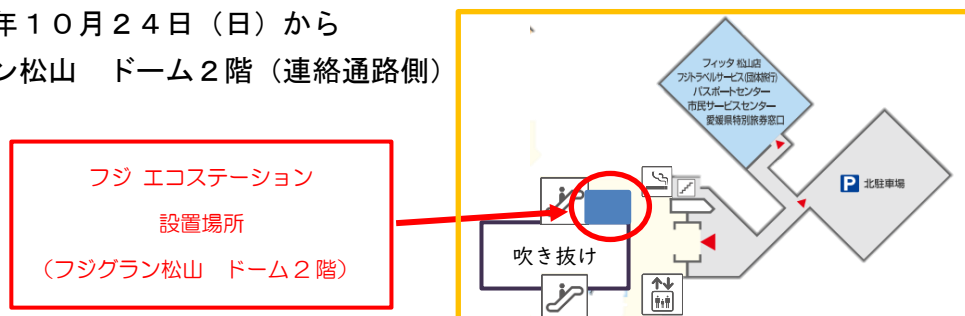 年１０月２４日（日）から
ン松山　ドーム２階（連絡通路側）
フジ エコステーション
設置場所
（フジグラン松山　ドーム２階）
フィッタ松山店
フジトラベルサービス(団体旅行)
パスポートセンター
市民サービスセンター
愛媛県特別旅券窓口
P 北駐車場
吹き抜け